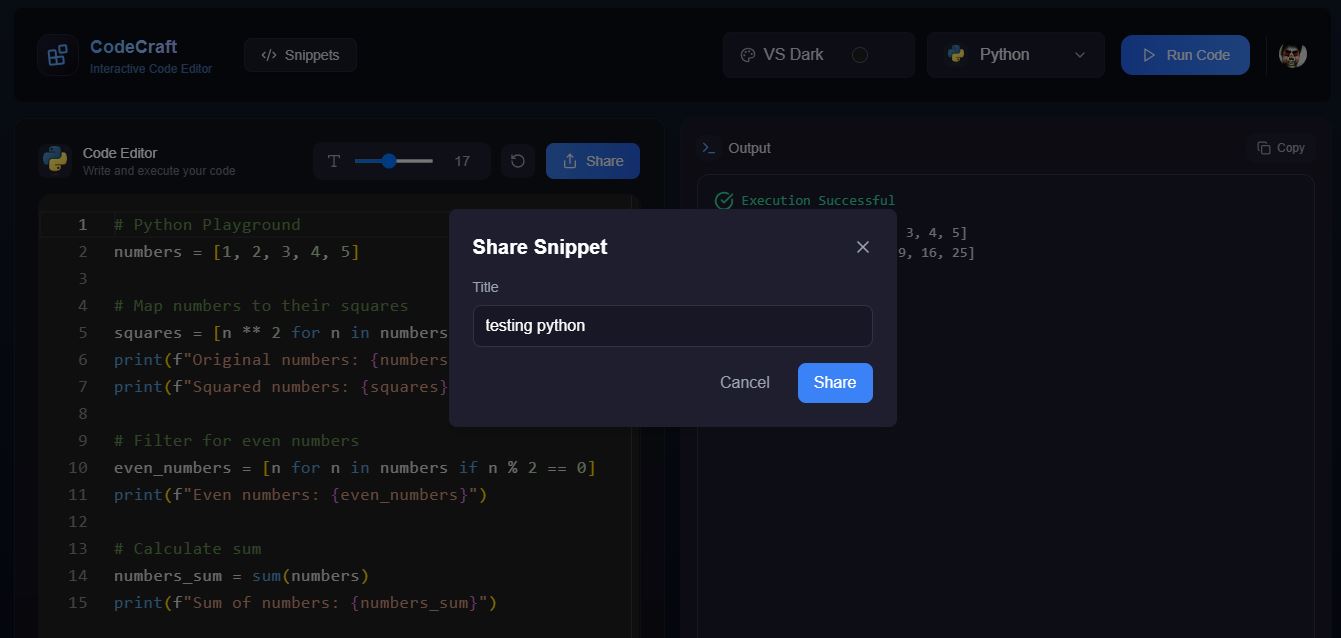 CodeCraft
Interactive Code Editor
</> Snippets
VS Dark
Python
Run Code
Code Editor
Write and execute your code
17
Share
Output
Copy
Execution Successful
3, 4, 5]
9, 16, 25]
1 # Python Playground
2 numbers = [1, 2, 3, 4, 5]
3
4 # Map numbers to their squares
5 squares = [n ** 2 for n in numbers
6 print(f"Original numbers: {numbers
7 print(f"Squared numbers: {squares}
8
9 # Filter for even numbers
10 even_numbers = [n for n in numbers if n % 2 == 0]
11 print(f"Even numbers: {even_numbers}")
12
13 # Calculate sum
14 numbers_sum = sum(numbers)
15 print(f"Sum of numbers: {numbers_sum}")
Share Snippet
Title
testing python
Cancel
Share